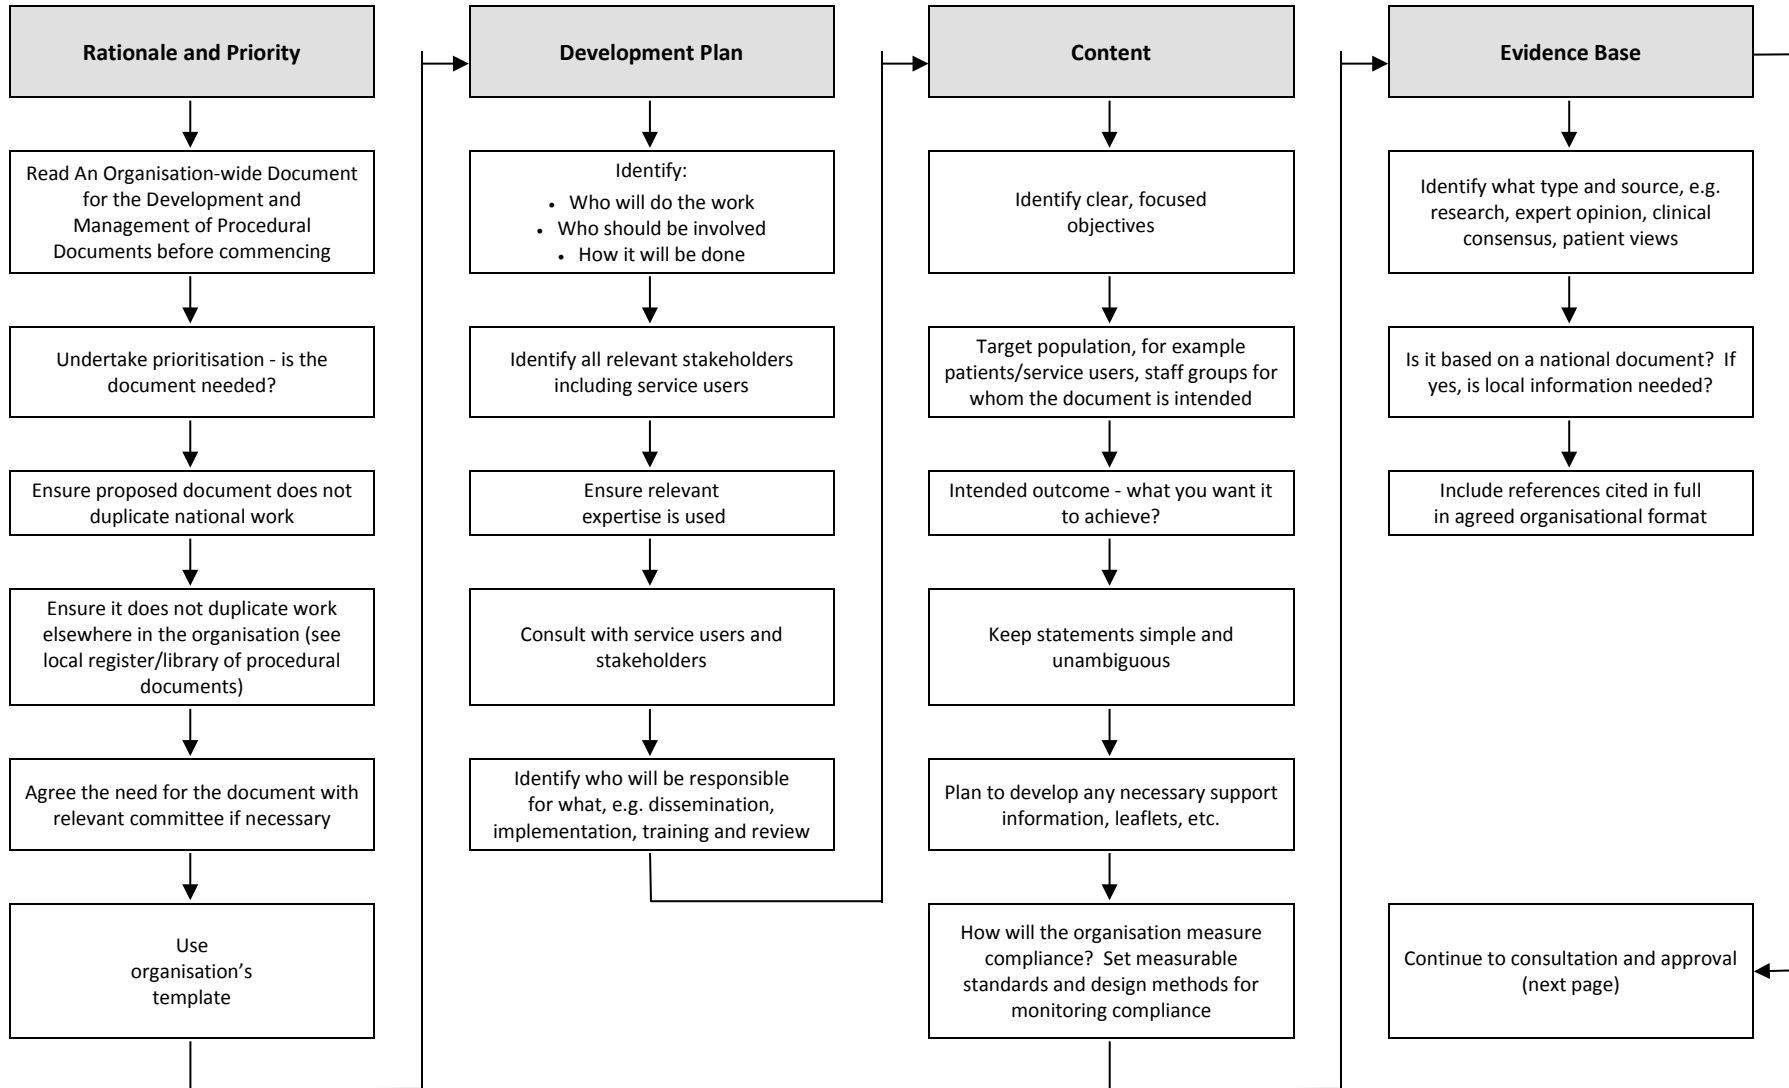 Rationale and Priority
Read An Organisation-wide Document
for the Development and
Management of Procedural
Documents before commencing
Undertake prioritisation - is the
document needed?
Ensure proposed document does not
duplicate national work
Ensure it does not duplicate work
elsewhere in the organisation (see
local register/library of procedural
documents)
Agree the need for the document with
relevant committee if necessary
Use
organisation’s
template
Development Plan
Identify:
• Who will do the work
• Who should be involved
• How it will be done
Identify all relevant stakeholders
including service users
Ensure relevant
expertise is used
Consult with service users and
stakeholders
Identify who will be responsible
for what, e.g. dissemination,
implementation, training and review
Content
Identify clear, focused
objectives
Target population, for example
patients/service users, staff groups for
whom the document is intended
Intended outcome - what you want it
to achieve?
Keep statements simple and
unambiguous
Plan to develop any necessary support
information, leaflets, etc.
How will the organisation measure
compliance?  Set measurable
standards and design methods for
monitoring compliance
Evidence Base
Identify what type and source, e.g.
research, expert opinion, clinical
consensus, patient views
Is it based on a national document?  If
yes, is local information needed?
Include references cited in full
in agreed organisational format
Continue to consultation and approval
(next page)